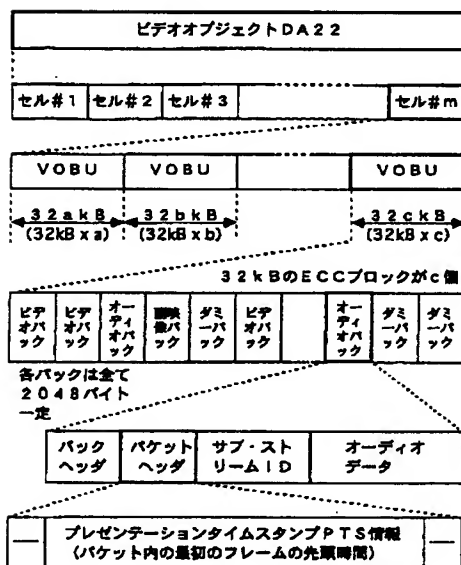 ビデオオブジェクトDA22
セル#1 セル#2 セル#3 セル#m
VOBU VOBU VOBU
32akB 32bkB 32ckB
(32kB x a) (32kB x b) (32kB x c)
32kBのECCブロックがc個
ビデオパック ビデオパック オーディオパック 副映像パック ダミーパック ビデオパック オーディオパック ダミーパック ダミーパック
各パックは全て
2048バイト
一定
パックヘッダ パケットヘッダ サブ・ストリームID オーディオデータ
プレゼンテーションタイムスタンプPTS情報
(パケット内の最初のフレームの先頭時間)